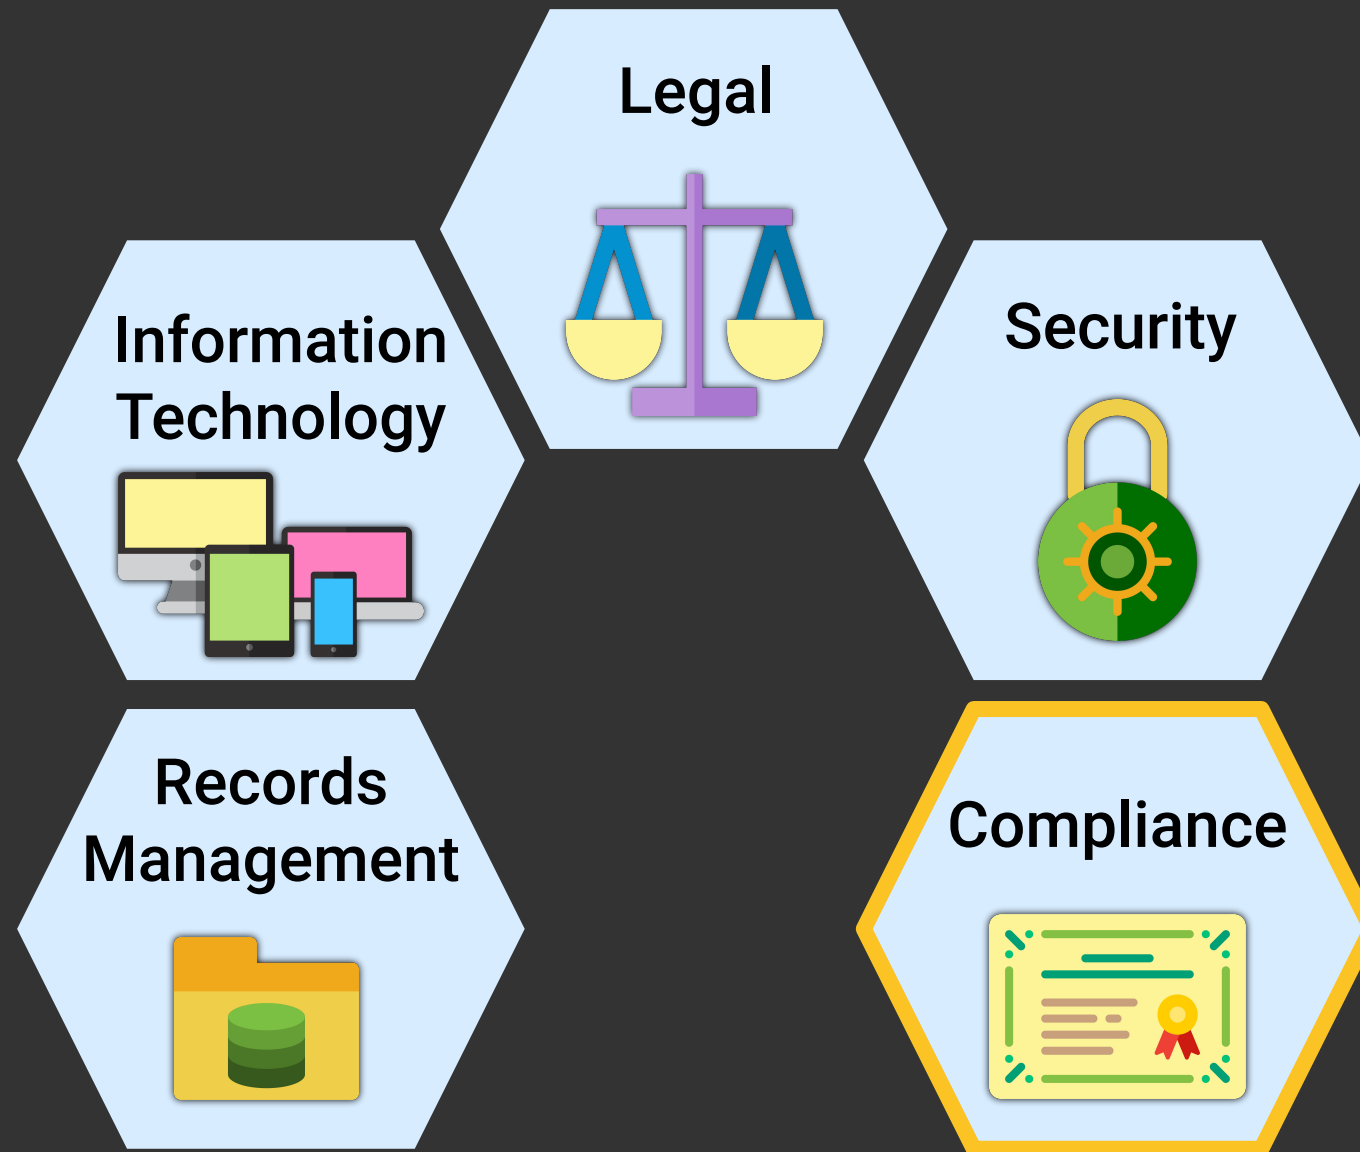 Legal
Information
Technology
Security
Records
Management
Compliance